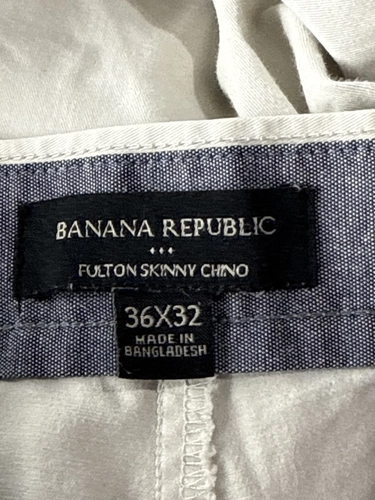 BANANA REPUBLIC
FULTON SKINNY CHINO
36X32
MADE IN
BANGLADESH